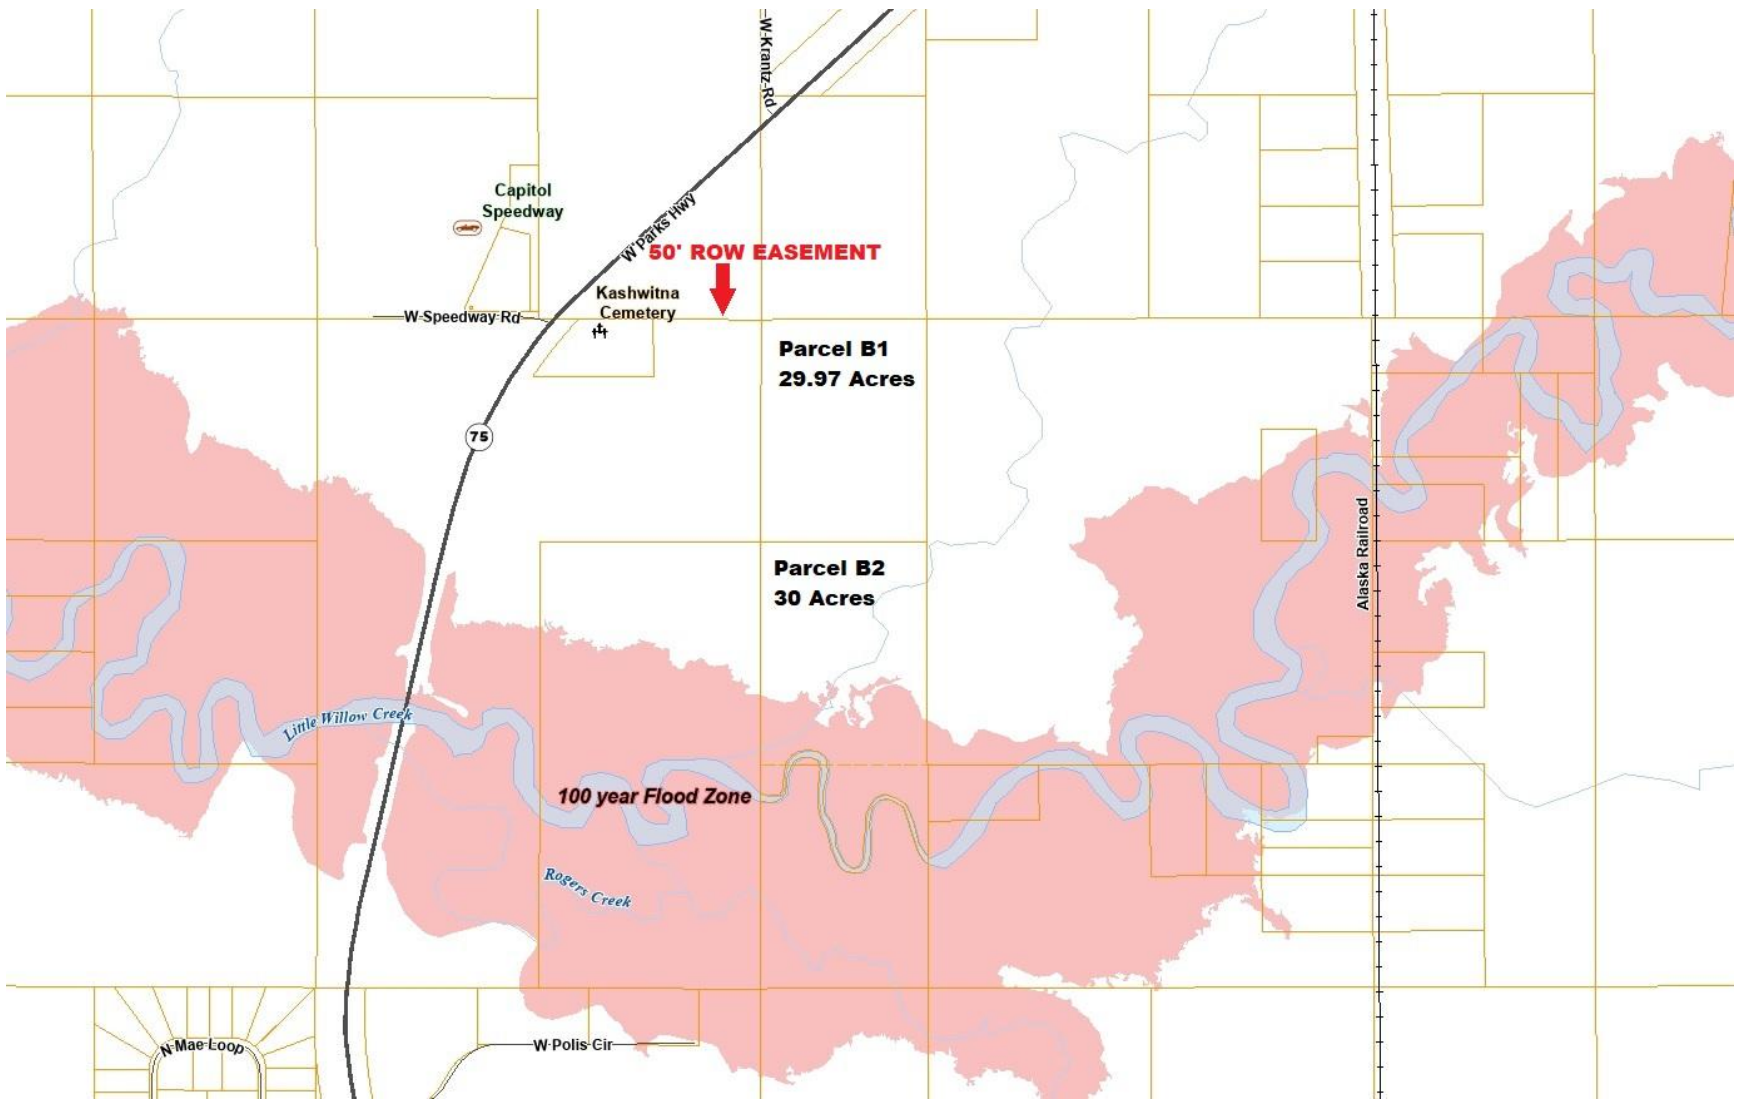 W Krantz Rd
Capitol
Speedway
W Parks Hwy
50' ROW EASEMENT
Kashwitna
Cemetery
W Speedway Rd
Parcel B1
29.97 Acres
75
Alaska Railroad
Parcel B2
30 Acres
Little Willow Creek
100 year Flood Zone
Rogers Creek
N Mae Loop
W Polis Cir